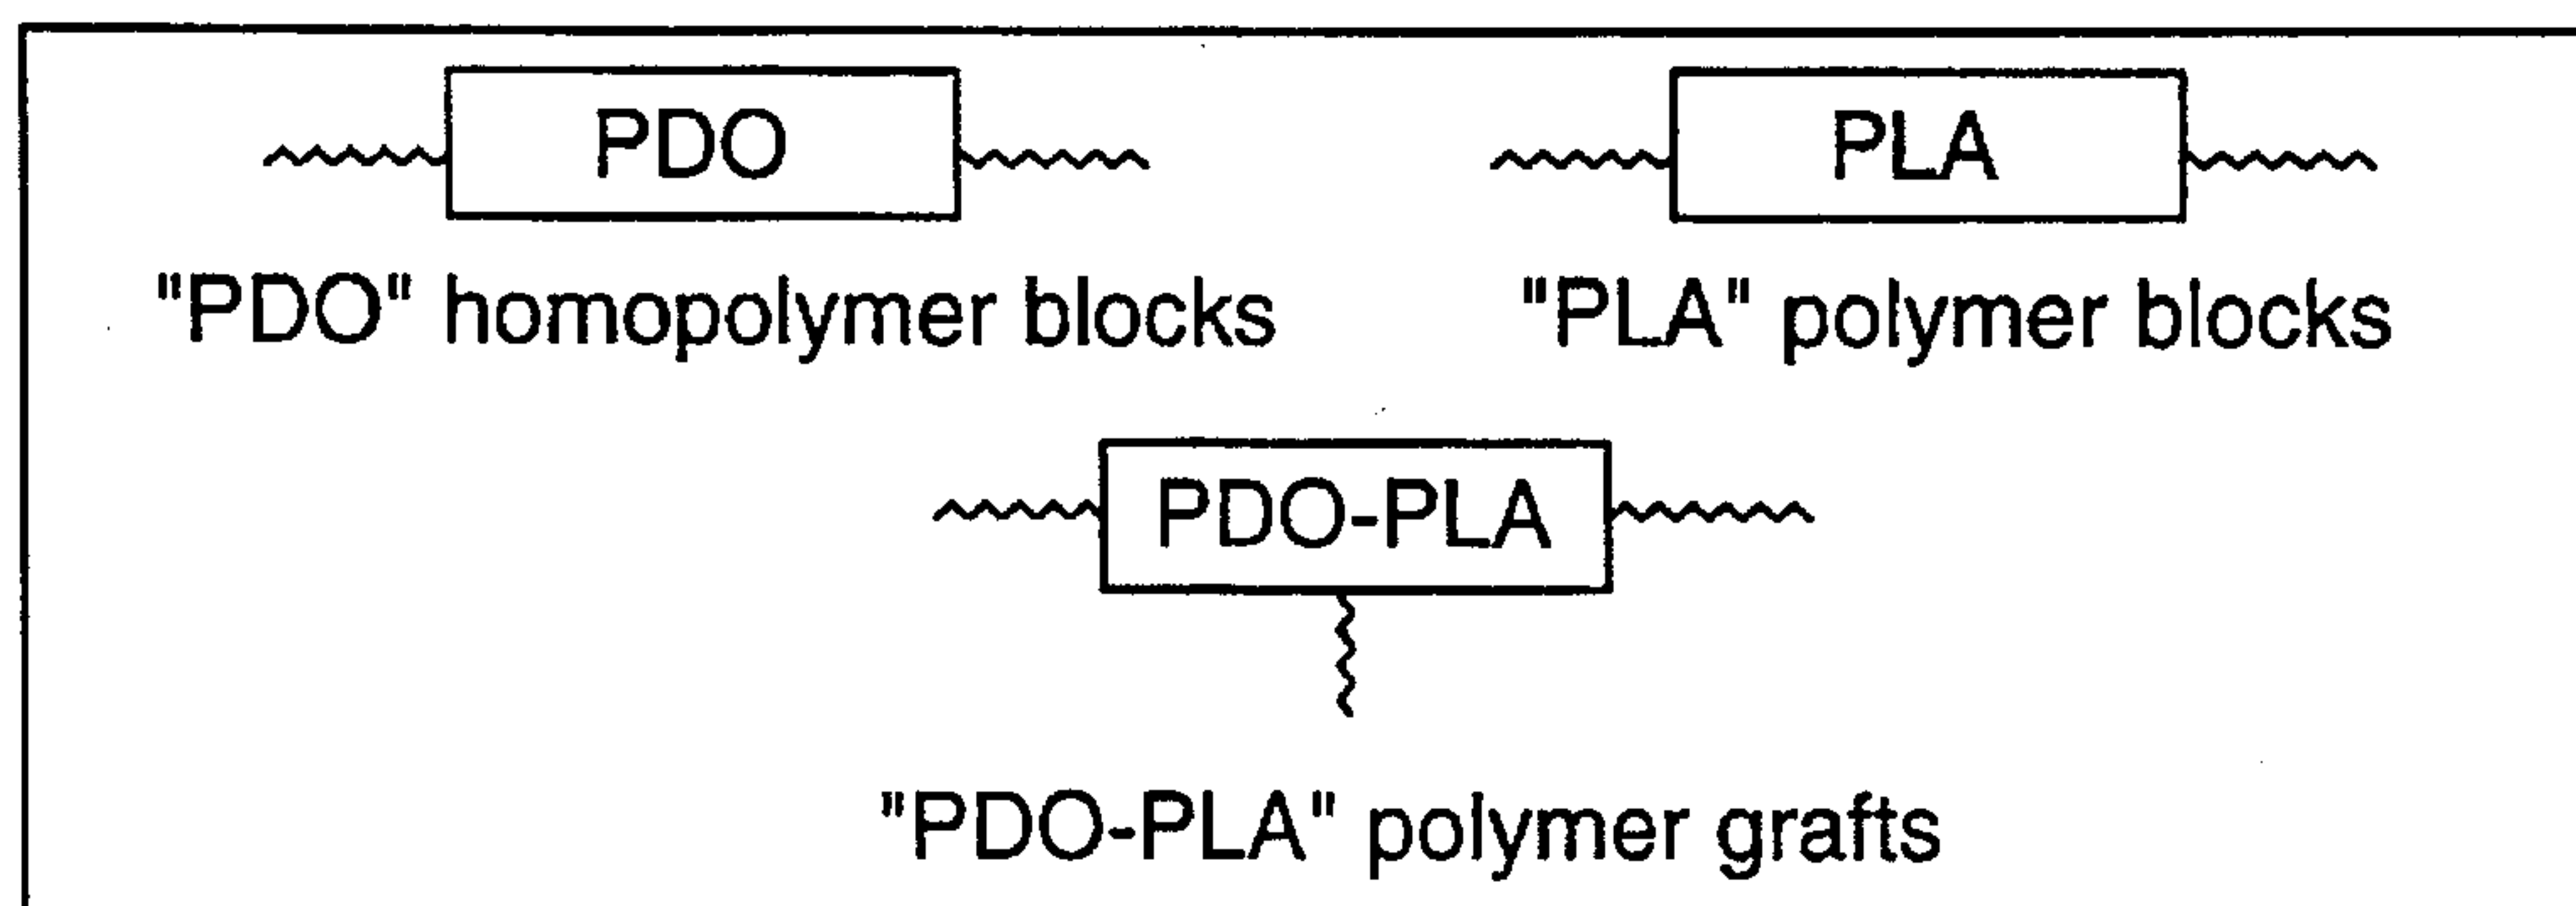 PDO PLA
"PDO" homopolymer blocks "PLA" polymer blocks
PDO-PLA
"PDO-PLA" polymer grafts